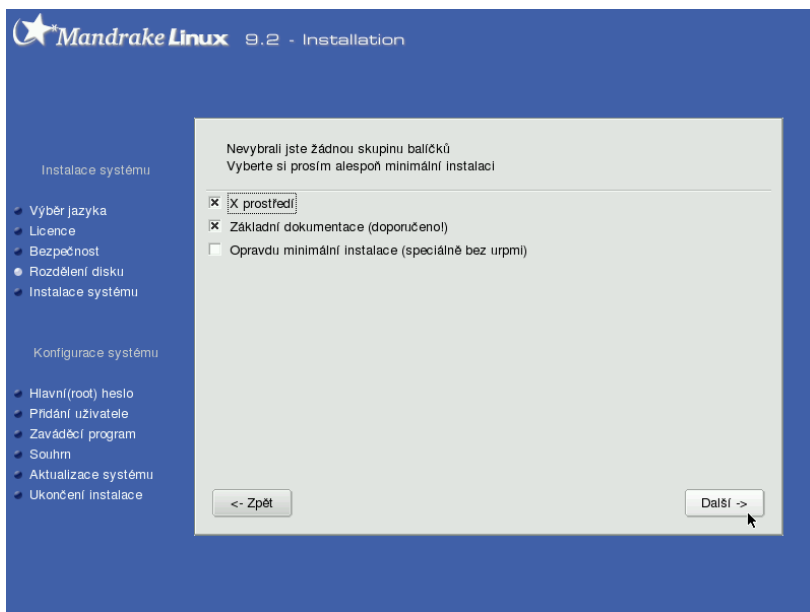 Mandrake Linux 9.2 - Installation
Instalace systému
Výběr jazyka
Licence
Bezpečnost
Rozdělení disku
Instalace systému
Konfigurace systému
Hlavní(root) heslo
Přidání uživatele
Zaváděcí program
Souhrn
Aktualizace systému
Ukončení instalace
Nevybrali jste žádnou skupinu balíčků
Vyberte si prosím alespoň minimální instalaci
X prostředí
Základní dokumentace (doporučeno!)
Opravdu minimální instalace (speciálně bez urpmi)
<- Zpět
Další ->